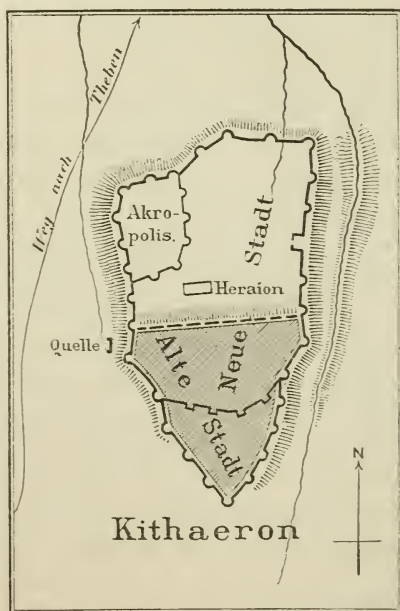 Weg nach Theben
Akro-
polis.
Neue Stadt
Heraion
Quelle
Alte Stadt
N
Kithaeron